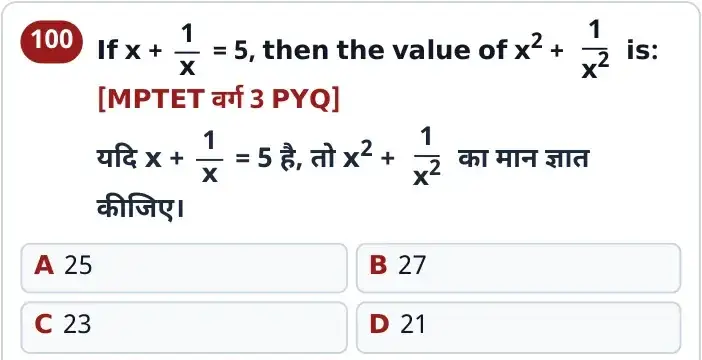 100 If x + 1/x = 5, then the value of x² + 1/x² is:
[MPTET वर्ग 3 PYQ]
यदि x + 1/x = 5 है, तो x² + 1/x² का मान ज्ञात
कीजिए।
A 25
B 27
C 23
D 21